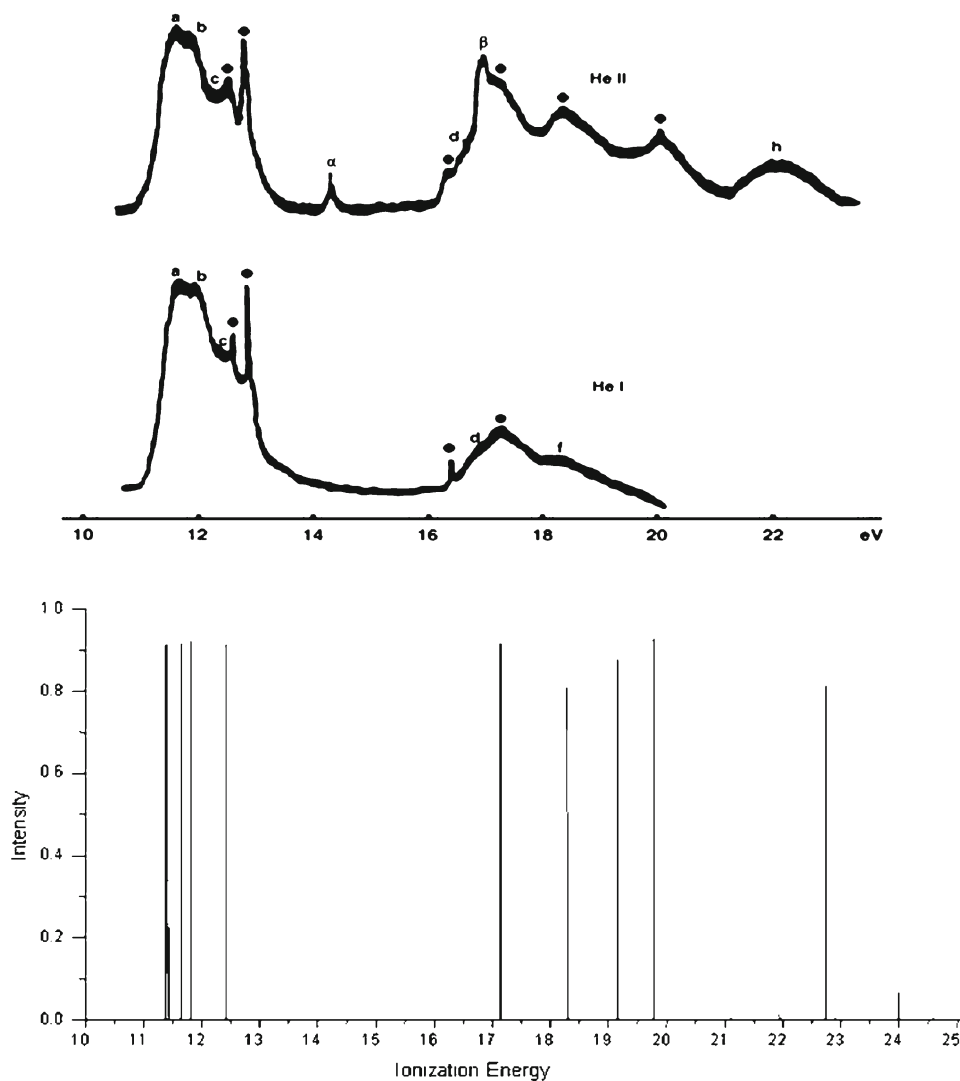 a
b
c
α
d
β
He II
h
a
b
c
He I
d
f
10 12 14 16 18 20 22 eV
1.0
0.8
0.6
0.4
0.2
0.0
Intensity
10 11 12 13 14 15 16 17 18 19 20 21 22 23 24 25
Ionization Energy